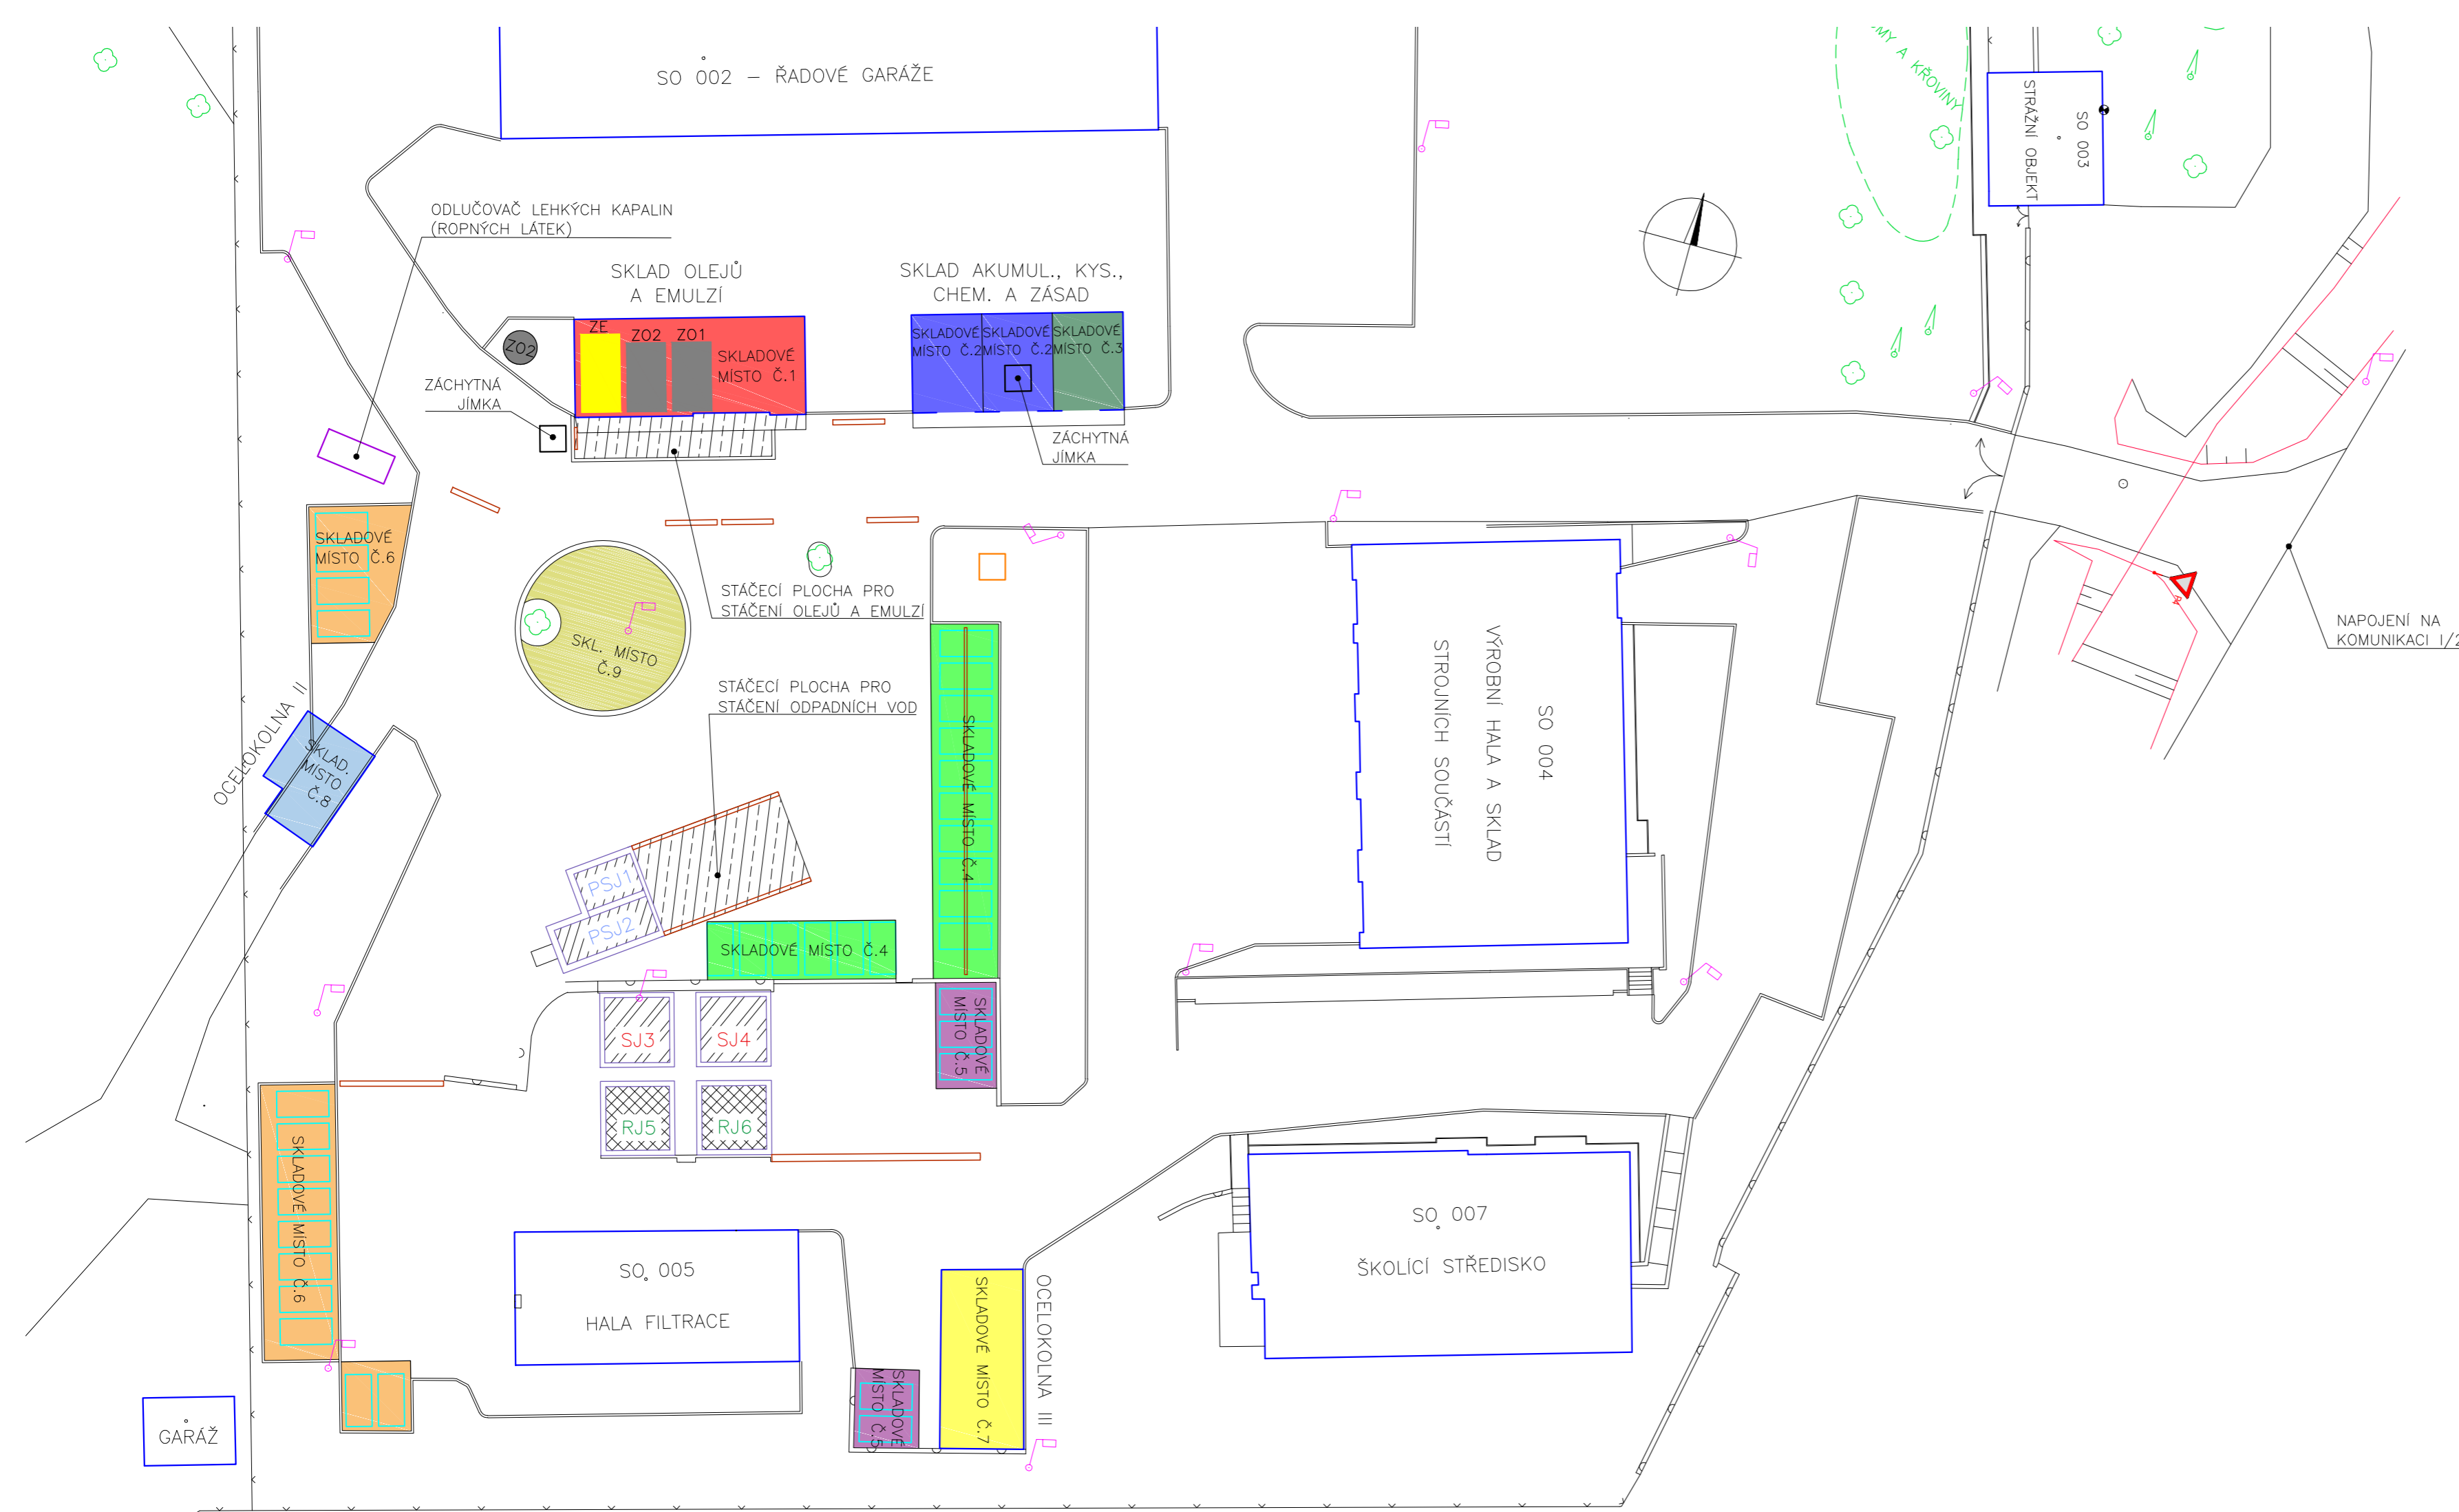 SO 002 – ŘADOVÉ GARÁŽE
MY A KŘOVINY
STRÁŽNÍ OBJEKT
SO 003
ODLUČOVAČ LEHKÝCH KAPALIN
(ROPNÝCH LÁTEK)
SKLAD OLEJŮ
A EMULZÍ
SKLAD AKUMUL., KYS.,
CHEM. A ZÁSAD
ZE
ZO2
ZO1
ZO2
SKLADOVÉ
MÍSTO Č.1
SKLADOVÉ
MÍSTO Č.2
SKLADOVÉ
MÍSTO Č.2
SKLADOVÉ
MÍSTO Č.3
ZÁCHYTNÁ
JÍMKA
ZÁCHYTNÁ
JÍMKA
SKLADOVÉ
MÍSTO Č.6
STÁČECÍ PLOCHA PRO
STÁČENÍ OLEJŮ A EMULZÍ
SKL. MÍSTO
Č.9
NAPOJENÍ NA
KOMUNIKACI I/2
P4
STÁČECÍ PLOCHA PRO
STÁČENÍ ODPADNÍCH VOD
OCELOKOLNA II
SKLAD.
MÍSTO
Č.8
SKLADOVÉ MÍSTO Č.4
SO 004
VÝROBNÍ HALA A SKLAD
STROJNÍCH SOUČÁSTÍ
PSJ1
PSJ2
SKLADOVÉ MÍSTO Č.4
SJ3
SJ4
SKLADOVÉ
MÍSTO Č.5
RJ5
RJ6
SKLADOVÉ MÍSTO Č.6
SO 005
HALA FILTRACE
SO 007
ŠKOLÍCÍ STŘEDISKO
SKLADOVÉ MÍSTO Č.7
OCELOKOLNA III
SKLADOVÉ
MÍSTO Č.5
GARÁŽ